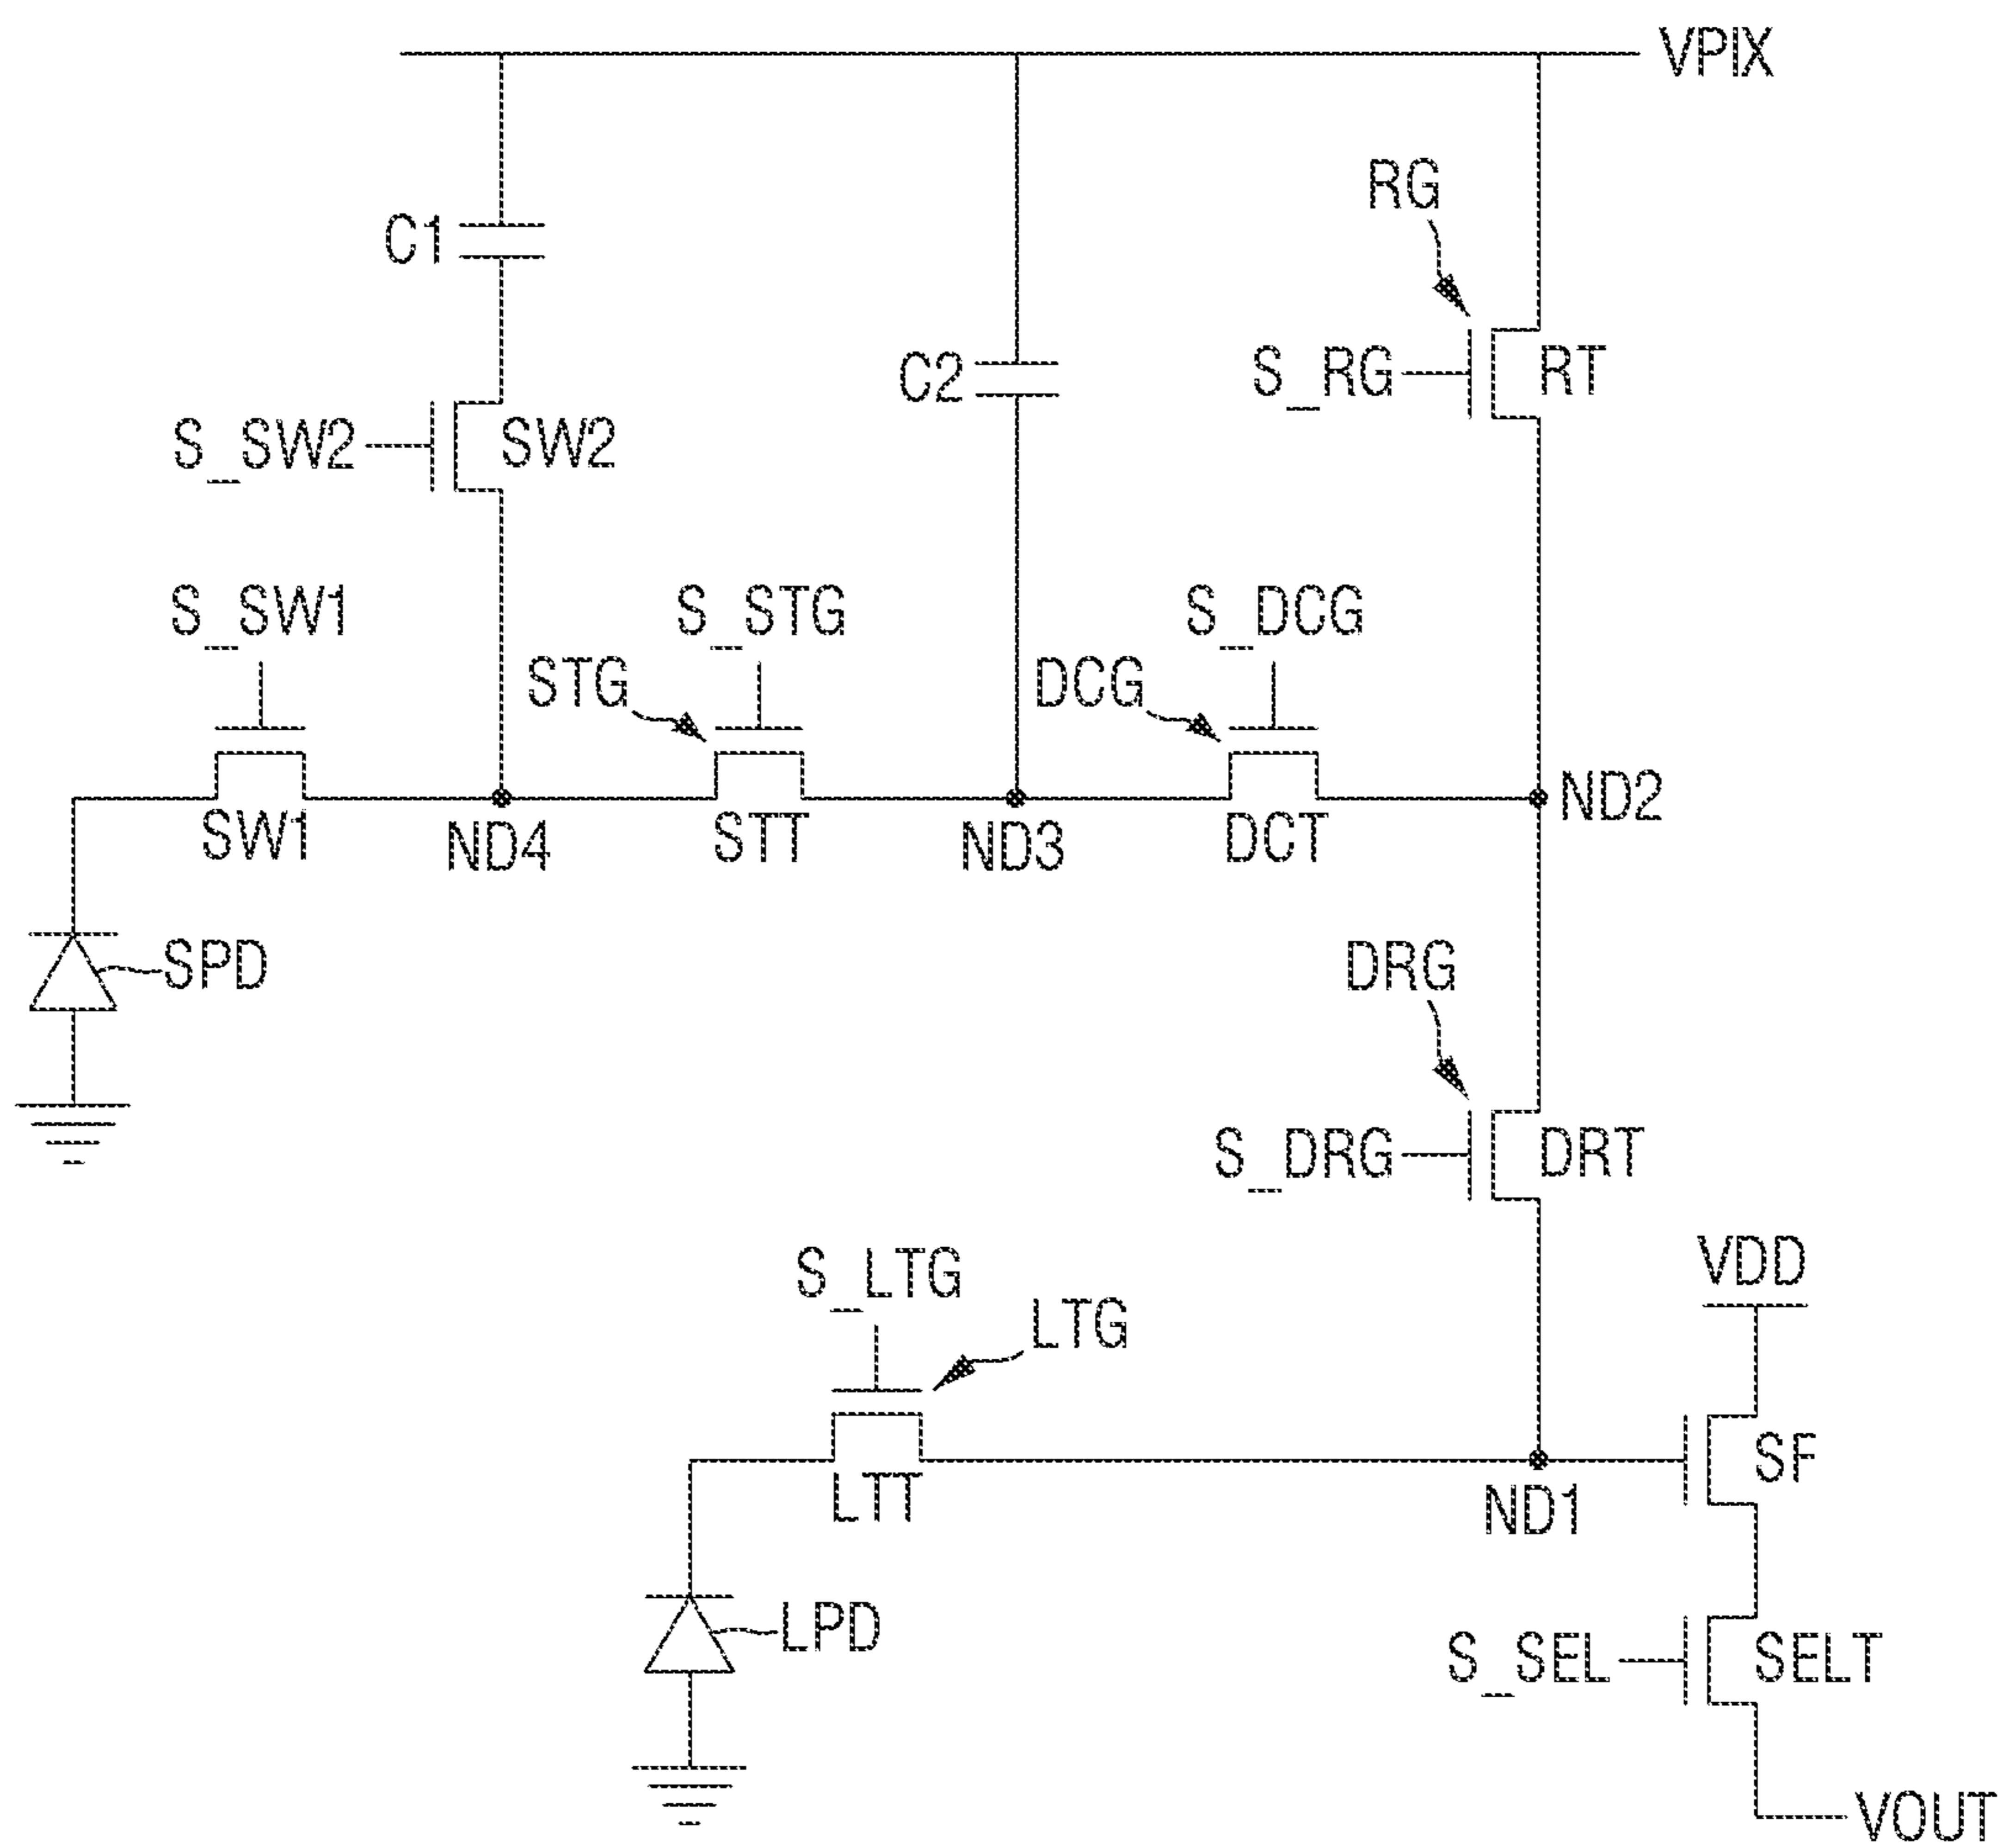 VPIX
RG
C1
C2
S_RG
RT
S_SW2
SW2
S_SW1
S_STG
S_DCG
STG
DCG
ND2
SW1
ND4
STT
ND3
DCT
SPD
DRG
S_DRG
DRT
VDD
S_LTG
LTG
SF
LTT
ND1
LPD
S_SEL
SELT
VOUT